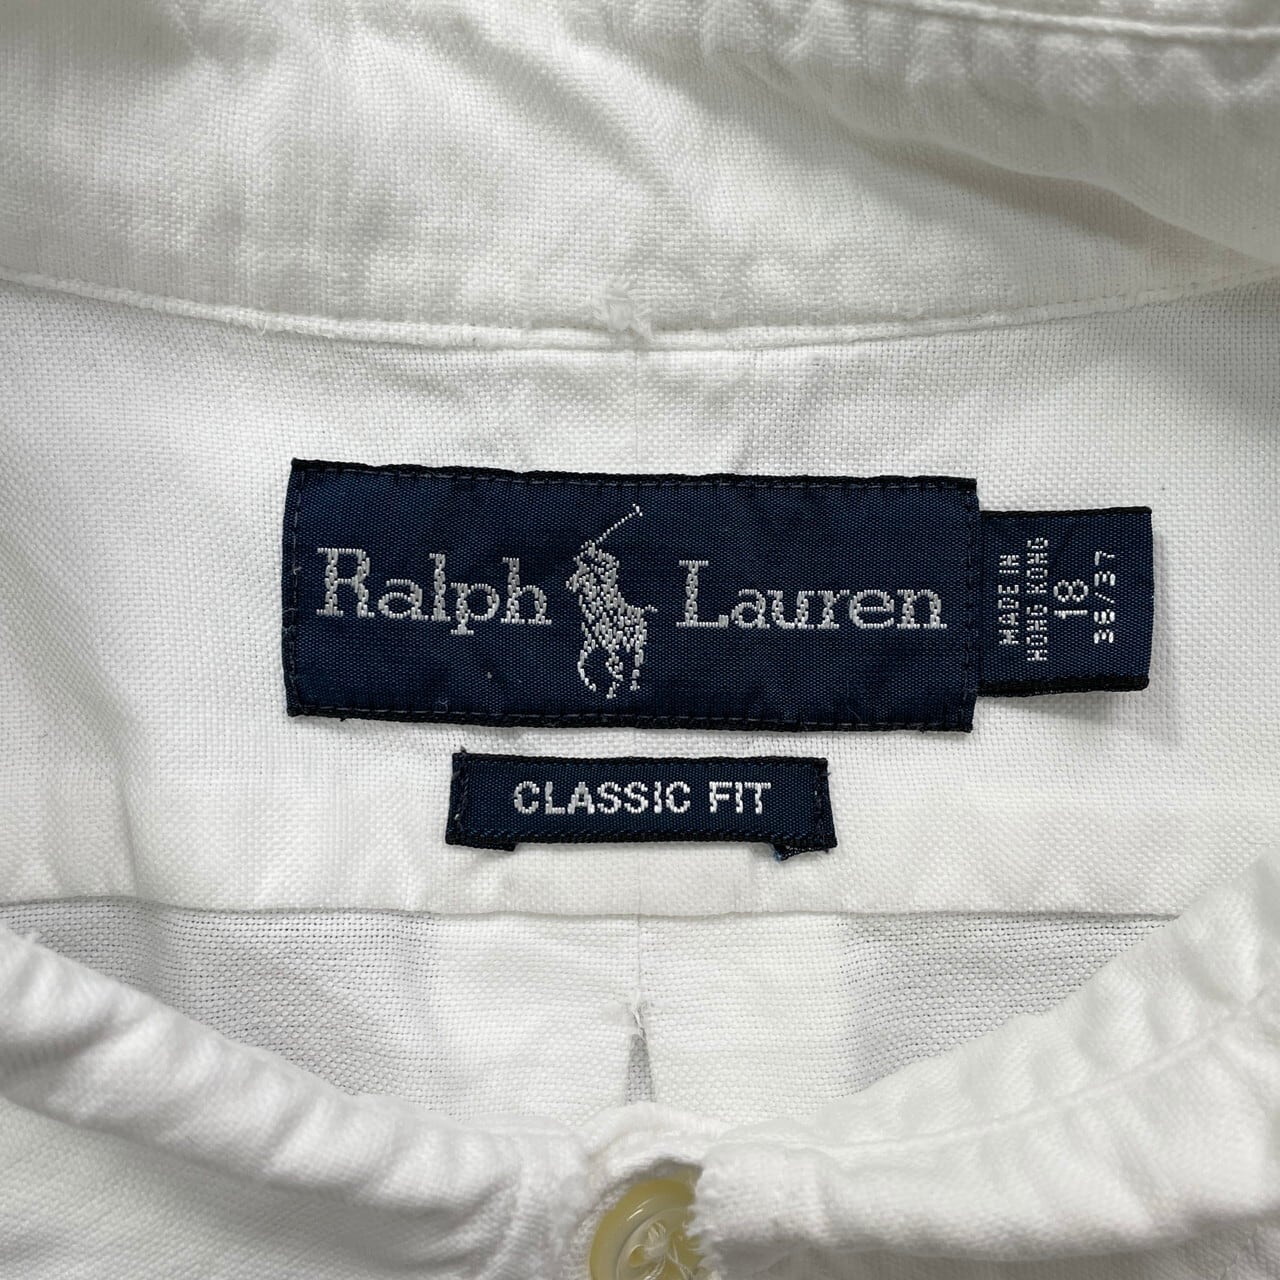 Ralph Lauren
MADE IN
HONG KONG
18
36/37
CLASSIC FIT